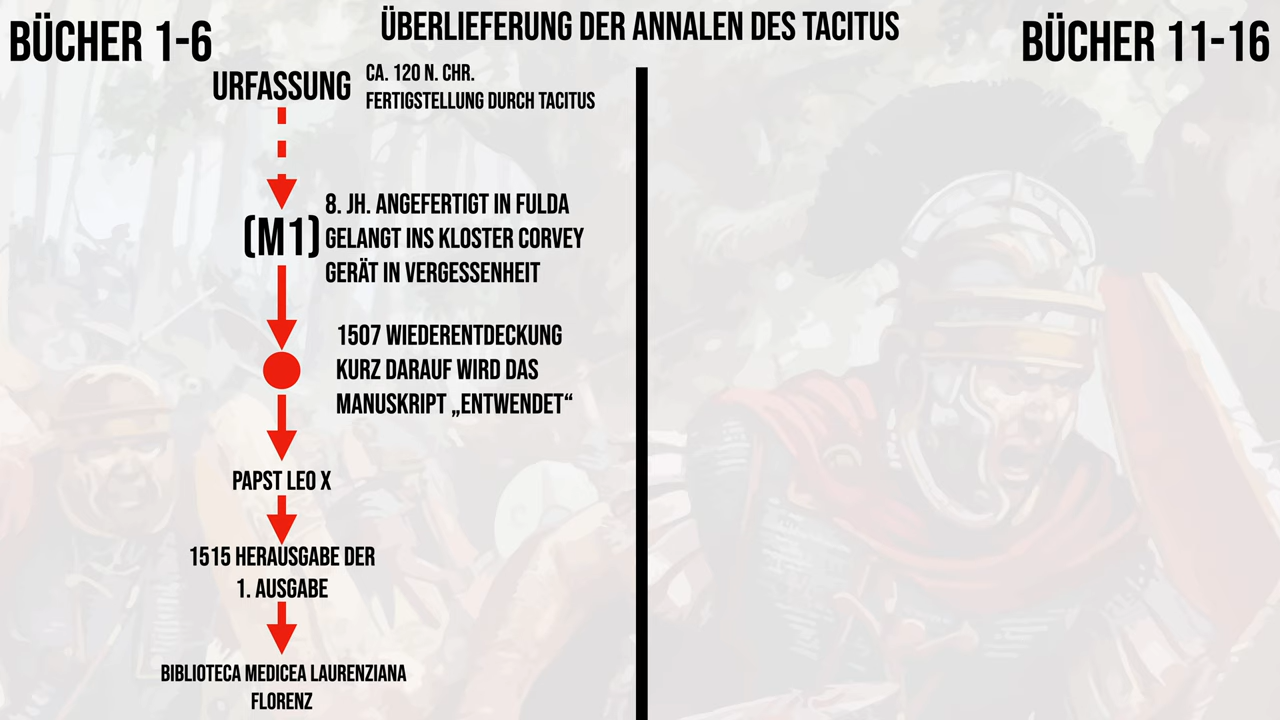 ÜBERLIEFERUNG DER ANNALEN DES TACITUS
BÜCHER 1-6
BÜCHER 11-16
URFASSUNG
CA. 120 N. CHR.
FERTIGSTELLUNG DURCH TACITUS
(M1)
8. JH. ANGEFERTIGT IN FULDA
GELANGT INS KLOSTER CORVEY
GERÄT IN VERGESSENHEIT
1507 WIEDERENTDECKUNG
KURZ DARAUF WIRD DAS
MANUSKRIPT „ENTWENDET“
PAPST LEO X
1515 HERAUSGABE DER
1. AUSGABE
BIBLIOTECA MEDICEA LAURENZIANA
FLORENZ